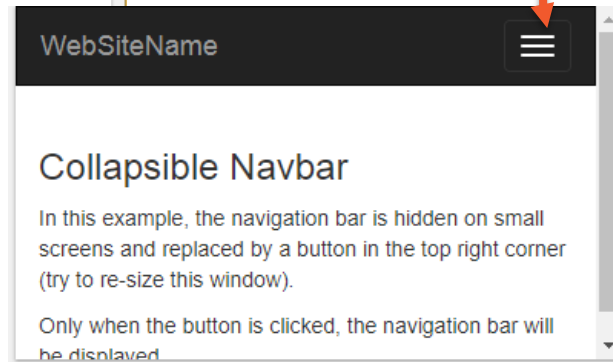 WebSiteName
Collapsible Navbar
In this example, the navigation bar is hidden on small
screens and replaced by a button in the top right corner
(try to re-size this window).
Only when the button is clicked, the navigation bar will
be displayed